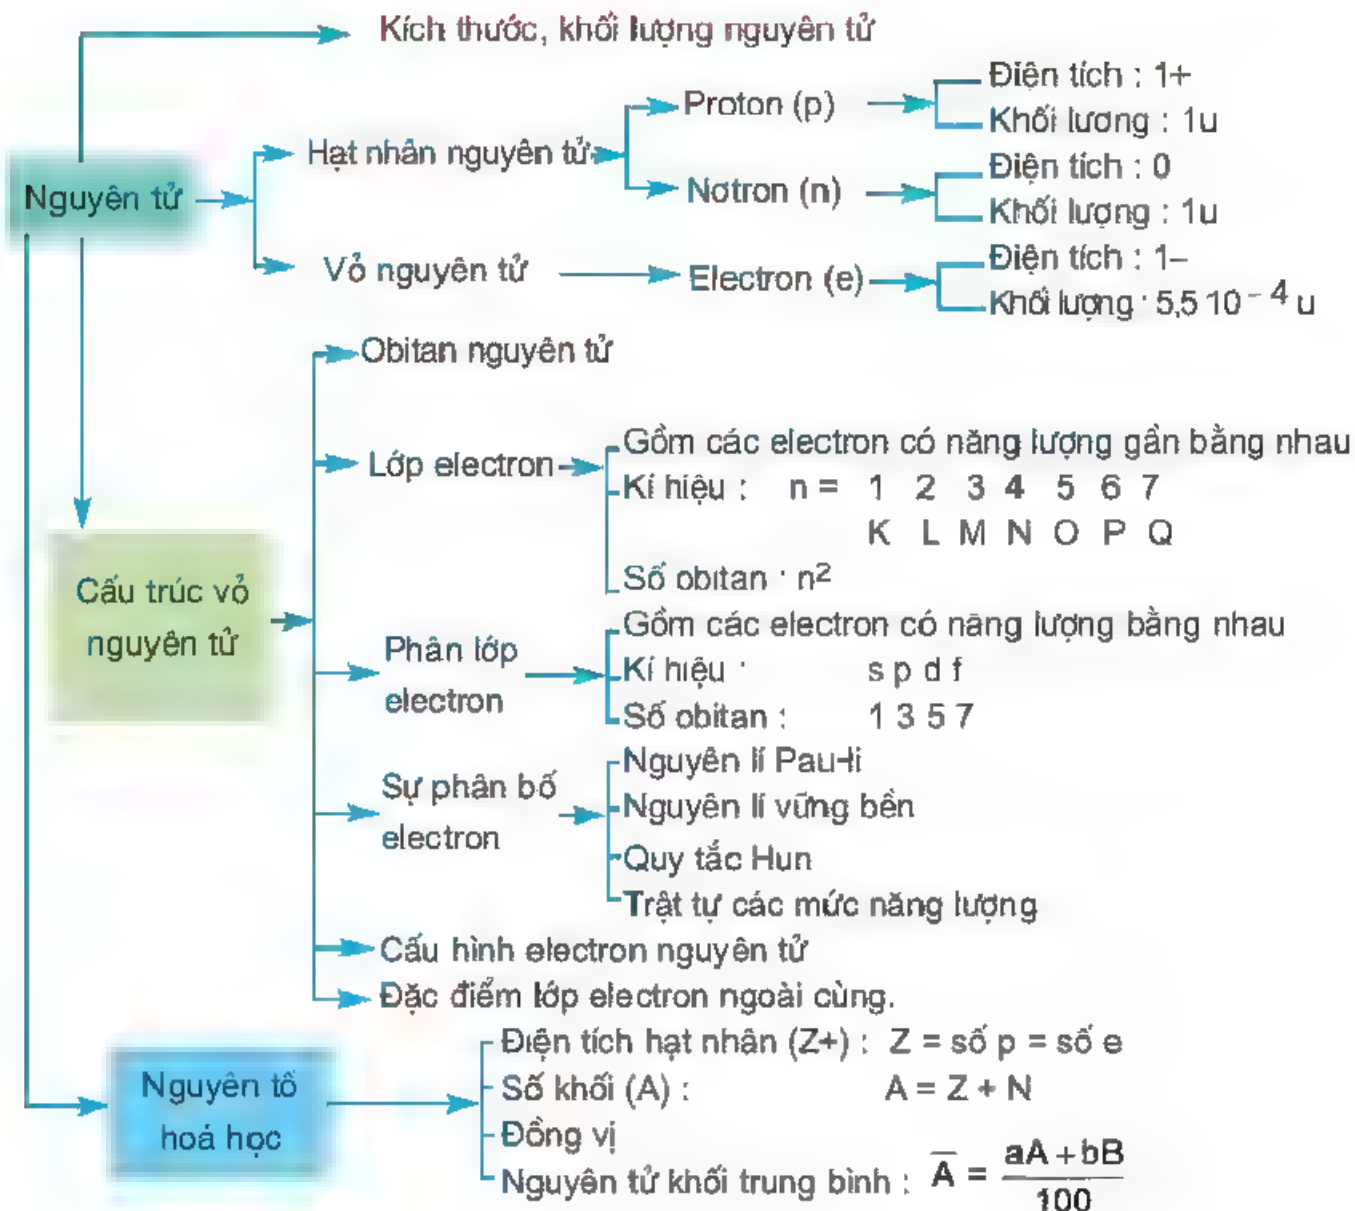 Kích thước, khối lượng nguyên tử
Nguyên tử
Hạt nhân nguyên tử
Proton (p)
Điện tích : 1+
Khối lương : 1u
Nơtron (n)
Điện tích : 0
Khối lượng : 1u
Vỏ nguyên tử
Electron (e)
Điện tích : 1–
Khối lượng : 5,5 10⁻⁴ u
Cấu trúc vỏ
nguyên tử
Obitan nguyên tử
Lớp electron
Gồm các electron có năng lượng gần bằng nhau
Kí hiệu : n = 1 2 3 4 5 6 7
K L M N O P Q
Số obitan : n²
Phân lớp
electron
Gồm các electron có năng lượng bằng nhau
Kí hiệu : s p d f
Số obitan : 1 3 5 7
Sự phân bố
electron
Nguyên lí Pau-li
Nguyên lí vững bền
Quy tắc Hun
Trật tự các mức năng lượng
Cấu hình electron nguyên tử
Đặc điểm lớp electron ngoài cùng.
Nguyên tố
hoá học
Điện tích hạt nhân (Z+) : Z = số p = số e
Số khối (A) : A = Z + N
Đồng vị
Nguyên tử khối trung bình : A̅ = (aA + bB)/100